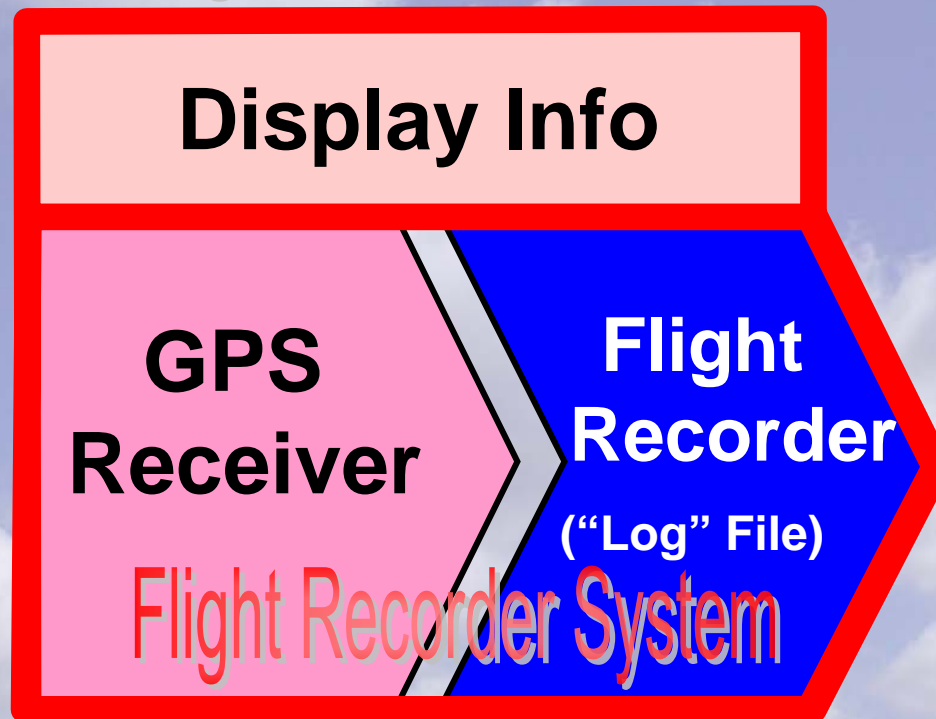 Display Info
GPS
Receiver
Flight
Recorder
(“Log” File)
Flight Recorder System